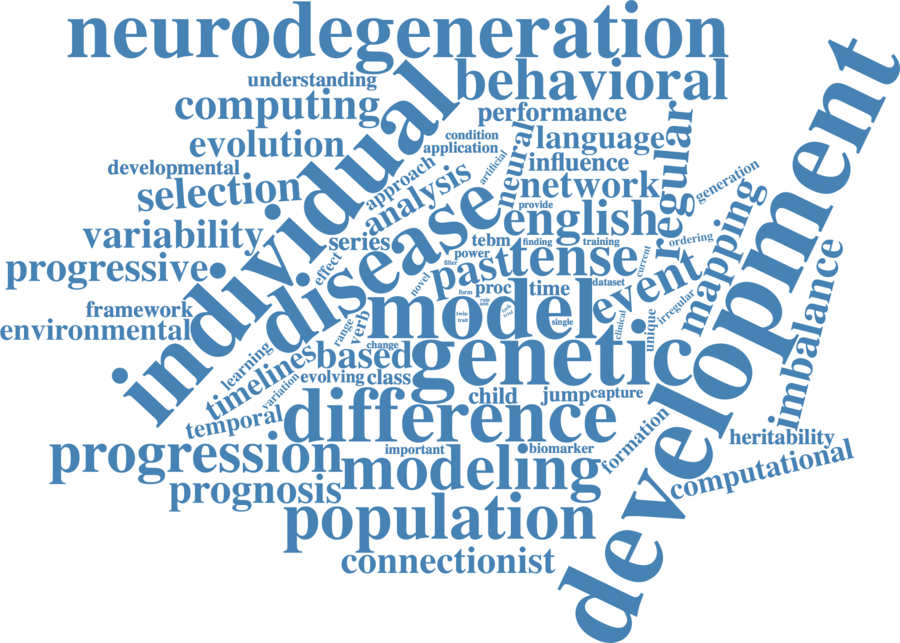 neurodegeneration
understanding
behavioral
computing
performance
individual
evolution
condition
language
application
neural
artificial
influence
developmental
approach
analysis
regular
development
selection
network
generation
provide
disease
english
mapping
variability
series
tebm
finding
training
ordering
effect
power
past
tense
current
progressive
filter
event
imbalance
novel
proc
time
dataset
form
framework
model
irregular
environmental
range
verb
twin
trait
rule
task
trial
single
clinical
unique
change
learning
timelines
based
genetic
variation
evolving
class
child
jump
capture
temporal
difference
formation
heritability
progression
important
biomarker
modeling
computational
prognosis
population
connectionist